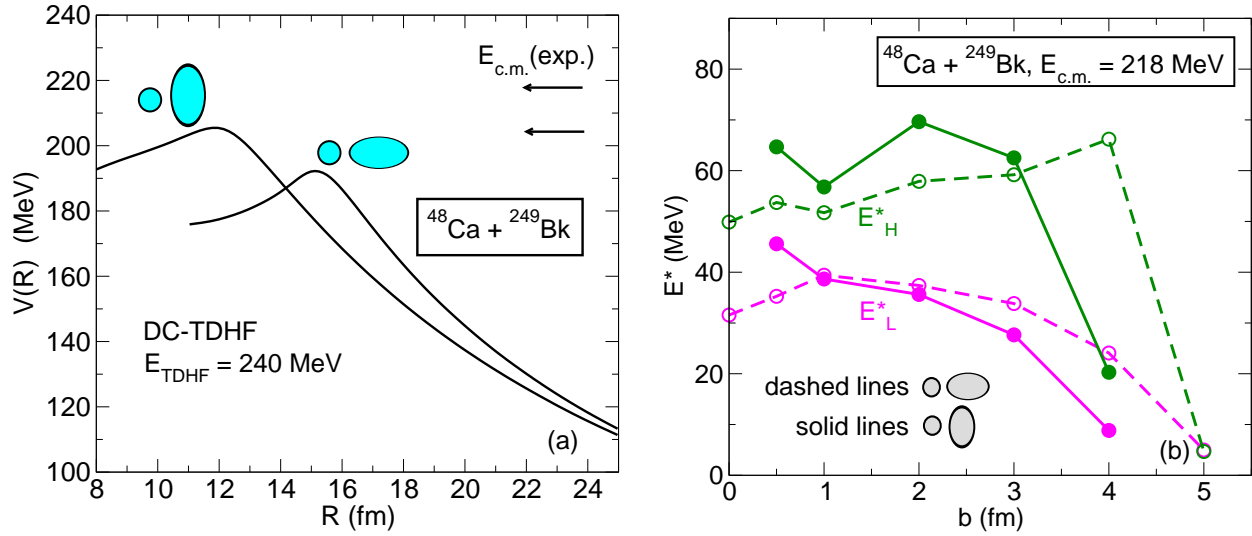 240
220
200
180
160
140
120
100
V(R) (MeV)
E_c.m.(exp.)
^48Ca + ^249Bk
DC-TDHF
E_TDHF = 240 MeV
(a)
8 10 12 14 16 18 20 22 24
R (fm)
80
60
40
20
0
E* (MeV)
^48Ca + ^249Bk, E_c.m. = 218 MeV
E*_H
E*_L
dashed lines
solid lines
(b)
0 1 2 3 4 5
b (fm)